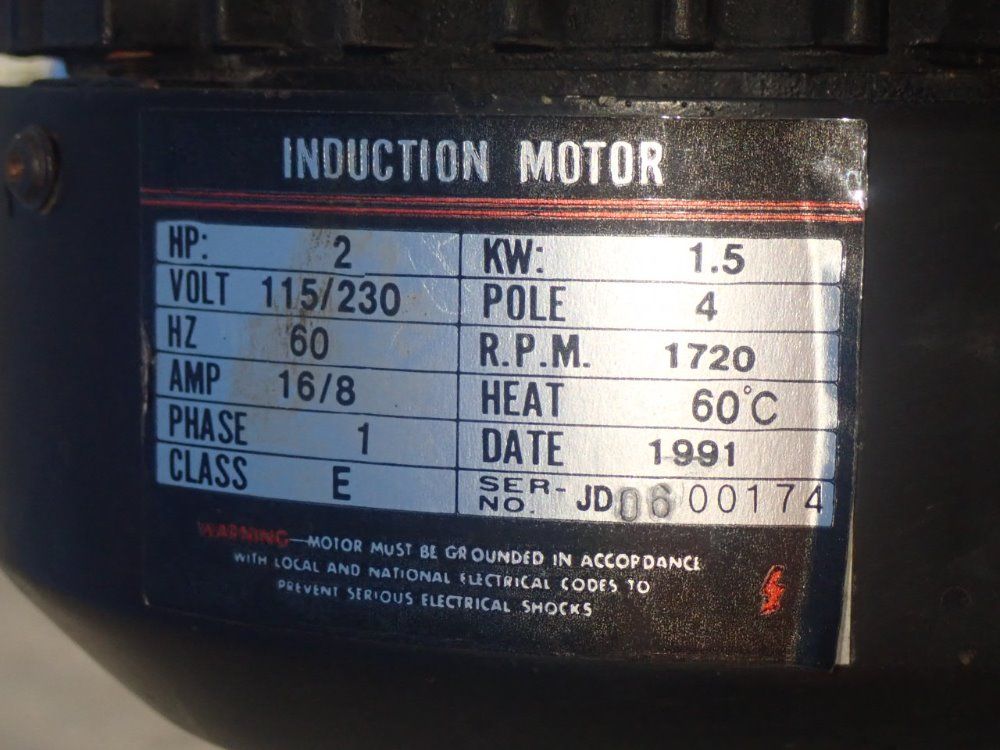 INDUCTION MOTOR
HP: 2 KW: 1.5
VOLT 115/230 POLE 4
HZ 60 R.P.M. 1720
AMP 16/8 HEAT 60°C
PHASE 1 DATE 1991
CLASS E SER-NO. JD0600174
WARNING—MOTOR MUST BE GROUNDED IN ACCORDANCE
WITH LOCAL AND NATIONAL ELECTRICAL CODES TO
PREVENT SERIOUS ELECTRICAL SHOCKS